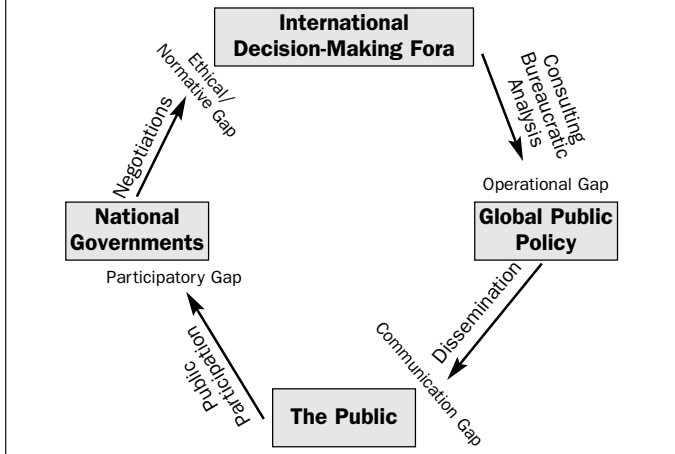 International
Decision-Making Fora
Ethical/
Normative Gap
Negotiations
Consulting
Bureaucratic
Analysis
Operational Gap
National
Governments
Global Public
Policy
Participatory Gap
Dissemination
Communication Gap
Public
Participation
The Public